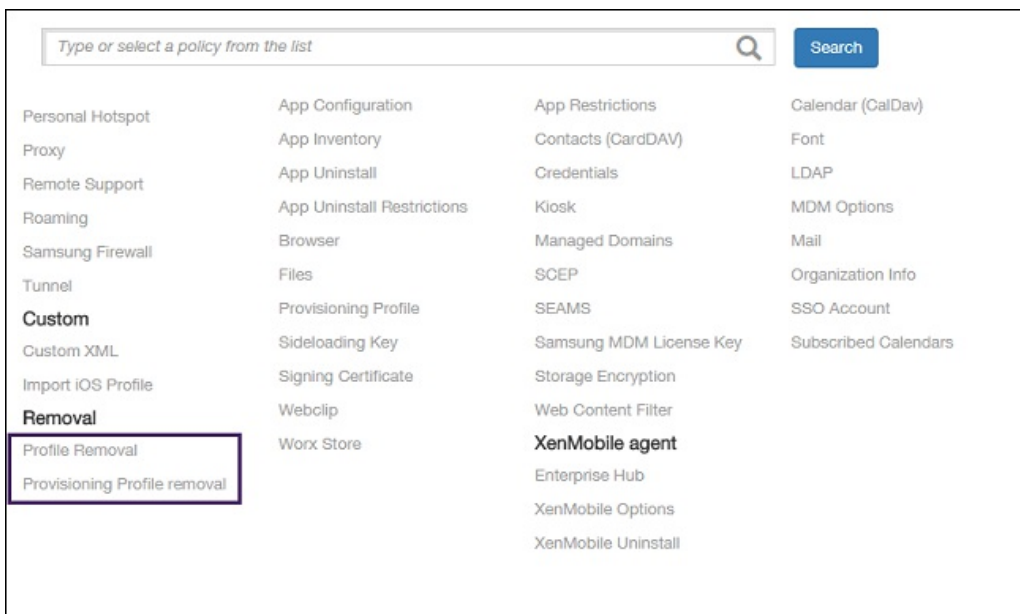 Type or select a policy from the list
Search
Personal Hotspot
Proxy
Remote Support
Roaming
Samsung Firewall
Tunnel
Custom
Custom XML
Import iOS Profile
Removal
Profile Removal
Provisioning Profile removal
App Configuration
App Inventory
App Uninstall
App Uninstall Restrictions
Browser
Files
Provisioning Profile
Sideloading Key
Signing Certificate
Webclip
Worx Store
App Restrictions
Contacts (CardDAV)
Credentials
Kiosk
Managed Domains
SCEP
SEAMS
Samsung MDM License Key
Storage Encryption
Web Content Filter
XenMobile agent
Enterprise Hub
XenMobile Options
XenMobile Uninstall
Calendar (CalDav)
Font
LDAP
MDM Options
Mail
Organization Info
SSO Account
Subscribed Calendars